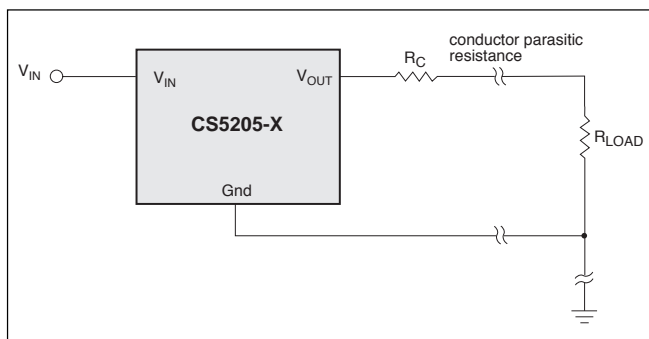 R_C
conductor parasitic
resistance
V_IN
V_IN
V_OUT
CS5205-X
R_LOAD
Gnd